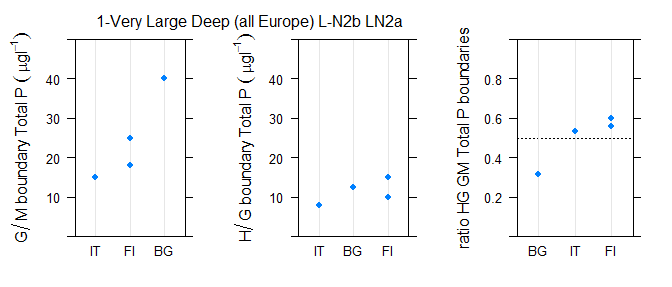 1-Very Large Deep (all Europe) L-N2b LN2a
G/M boundary Total P ( μgl⁻¹)
40
30
20
10
IT FI BG
H/G boundary Total P ( μgl⁻¹)
40
30
20
10
IT BG FI
ratio HG GM Total P boundaries
0.8
0.6
0.4
0.2
BG IT FI